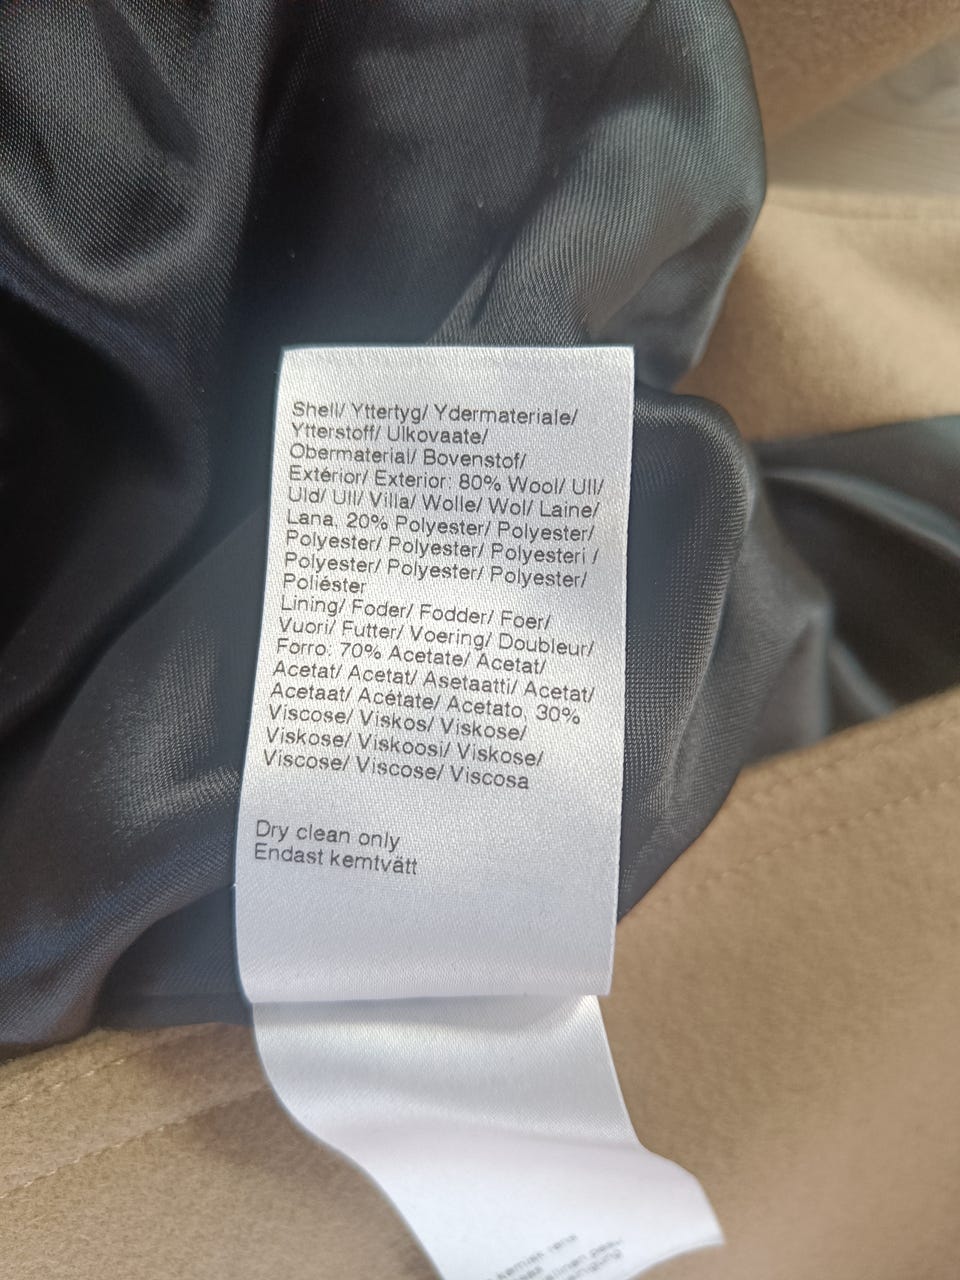 Shell/ Yttertyg/ Ydermateriale/
Ytterstoff/ Ulkovaate/
Obermaterial/ Bovenstof/
Extérior/ Exterior: 80% Wool/ Ull/
Uld/ Ull/ Villa/ Wolle/ Wol/ Laine/
Lana, 20% Polyester/ Polyester/
Polyester/ Polyester/ Polyesteri /
Polyester/ Polyester/ Polyester/
Poliéster
Lining/ Foder/ Fodder/ Foer/
Vuori/ Futter/ Voering/ Doubleur/
Forro: 70% Acetate/ Acetat/
Acetat/ Acetat/ Asetaatti/ Acetat/
Acetaat/ Acétate/ Acetato, 30%
Viscose/ Viskos/ Viskose/
Viskose/ Viskoosi/ Viskose/
Viscose/ Viscose/ Viscosa
Dry clean only
Endast kemtvätt